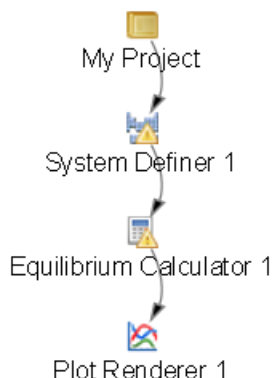 My Project
System Definer 1
Equilibrium Calculator 1
Plot Renderer 1